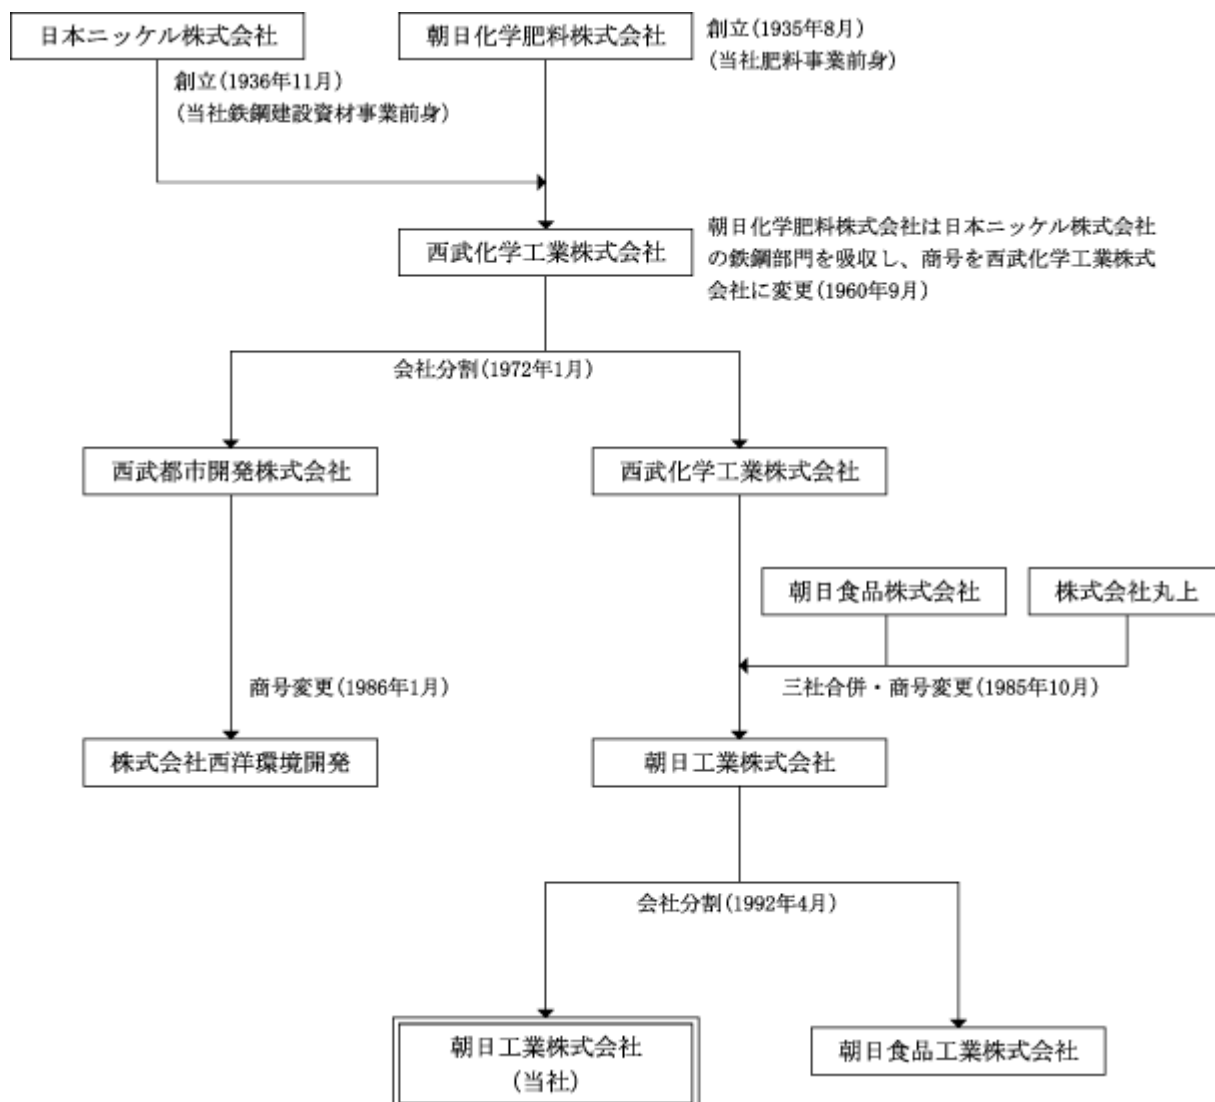 日本ニッケル株式会社
朝日化学肥料株式会社
創立(1935年8月)
(当社肥料事業前身)
創立(1936年11月)
(当社鉄鋼建設資材事業前身)
西武化学工業株式会社
朝日化学肥料株式会社は日本ニッケル株式会社
の鉄鋼部門を吸収し、商号を西武化学工業株式
会社に変更(1960年9月)
会社分割(1972年1月)
西武都市開発株式会社
西武化学工業株式会社
朝日食品株式会社
株式会社丸上
商号変更(1986年1月)
三社合併・商号変更(1985年10月)
株式会社西洋環境開発
朝日工業株式会社
会社分割(1992年4月)
朝日工業株式会社
(当社)
朝日食品工業株式会社